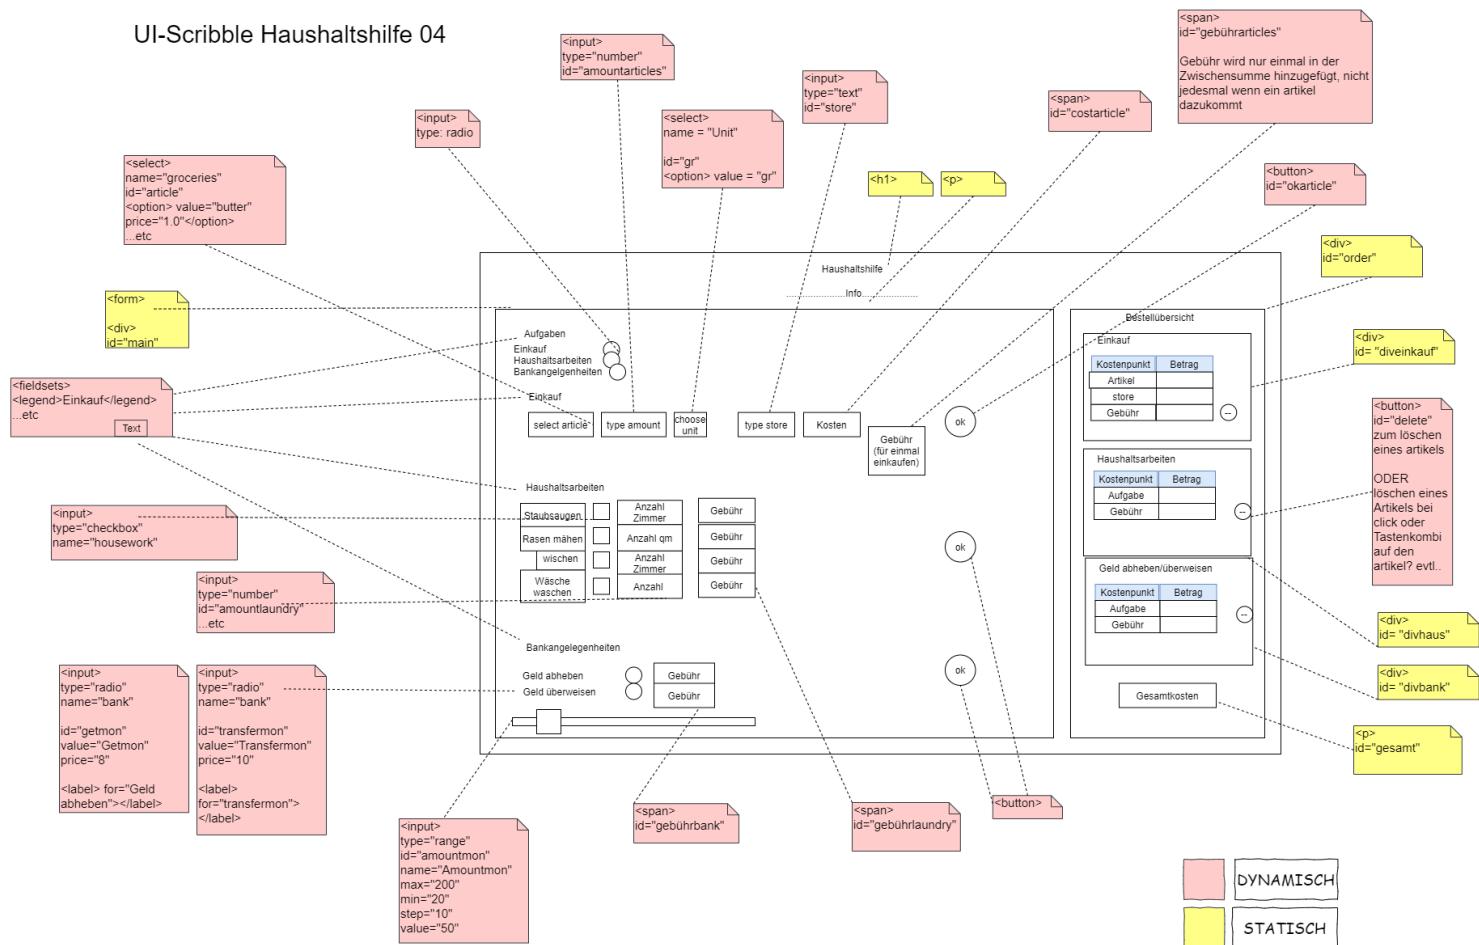 UI-Scribble Haushaltshilfe 04
<input>
type="number"
id="amountarticles"
<span>
id="gebührarticles"
Gebühr wird nur einmal in der
Zwischensumme hinzugefügt, nicht
jedesmal wenn ein artikel
dazukommt
<input>
type="text"
id="store"
<span>
id="costarticle"
<input>
type: radio
<select>
name = "Unit"
id="gr"
<option> value = "gr"
<select>
name="groceries"
id="article"
<option> value="butter"
price="1.0"</option>
...etc
<h1>
<p>
<button>
id="okarticle"
<div>
id="order"
<form>
<div>
id="main"
<fieldsets>
<legend>Einkauf</legend>
...etc
Text
<input>
type="checkbox"
name="housework"
<input>
type="number"
id="amountlaundry"
...etc
<input>
type="radio"
name="bank"
id="getmon"
value="Getmon"
price="8"
<label> for="Geld
abheben"></label>
<input>
type="radio"
name="bank"
id="transfermon"
value="Transfermon"
price="10"
<label>
for="transfermon">
</label>
Haushaltshilfe
Info
Aufgaben
Einkauf
Haushaltsarbeiten
Bankangelgenheiten
Einkauf
select article
type amount
choose
unit
type store
Kosten
Gebühr
(für einmal
einkaufen)
ok
Haushaltsarbeiten
Staubsaugen
Anzahl
Zimmer
Gebühr
Rasen mähen
Anzahl qm
Gebühr
wischen
Anzahl
Zimmer
Gebühr
Wäsche
waschen
Anzahl
Gebühr
ok
Bankangelegenheiten
Geld abheben
Gebühr
Geld überweisen
Gebühr
ok
Bestellübersicht
Einkauf
Kostenpunkt Betrag
Artikel
store
Gebühr
--
Haushaltsarbeiten
Kostenpunkt Betrag
Aufgabe
Gebühr
--
Geld abheben/überweisen
Kostenpunkt Betrag
Aufgabe
Gebühr
--
Gesamtkosten
<div>
id= "diveinkauf"
<button>
id="delete"
zum löschen
eines artikels
ODER
löschen eines
Artikels bei
click oder
Tastenkombi
auf den
artikel? evtl..
<div>
id= "divhaus"
<div>
id= "divbank"
<p>
id="gesamt"
<input>
type="range"
id="amountmon"
name="Amountmon"
max="200"
min="20"
step="10"
value="50"
<span>
id="gebührbank"
<span>
id="gebührlaundry"
<button>
DYNAMISCH
STATISCH